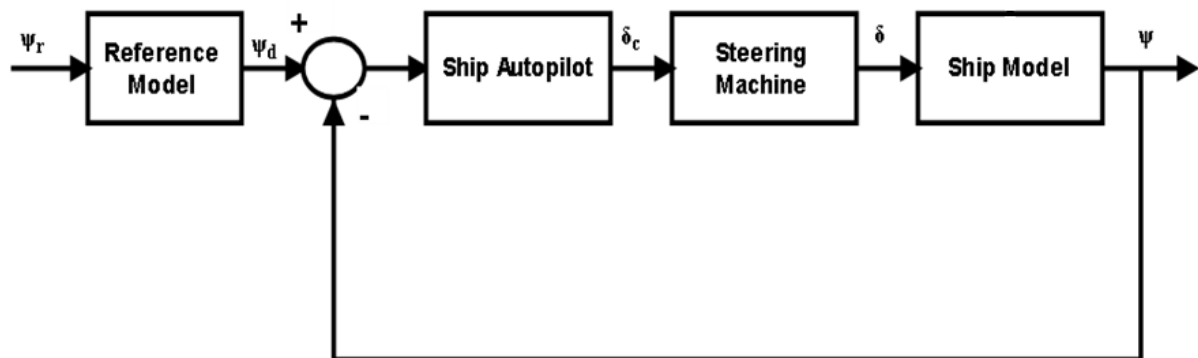 ψr
Reference
Model
ψd
+
-
Ship Autopilot
δc
Steering
Machine
δ
Ship Model
ψ